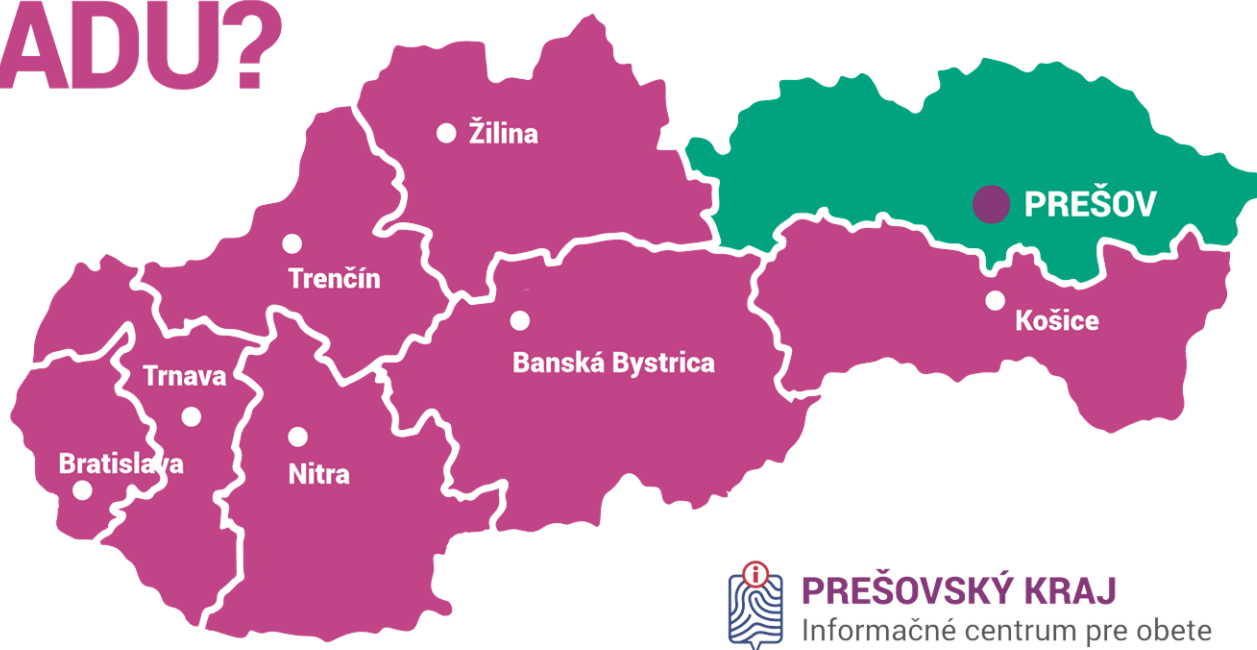 ADU?
Žilina
PREŠOV
Trenčín
Košice
Banská Bystrica
Trnava
Bratislava
Nitra
PREŠOVSKÝ KRAJ
Informačné centrum pre obete